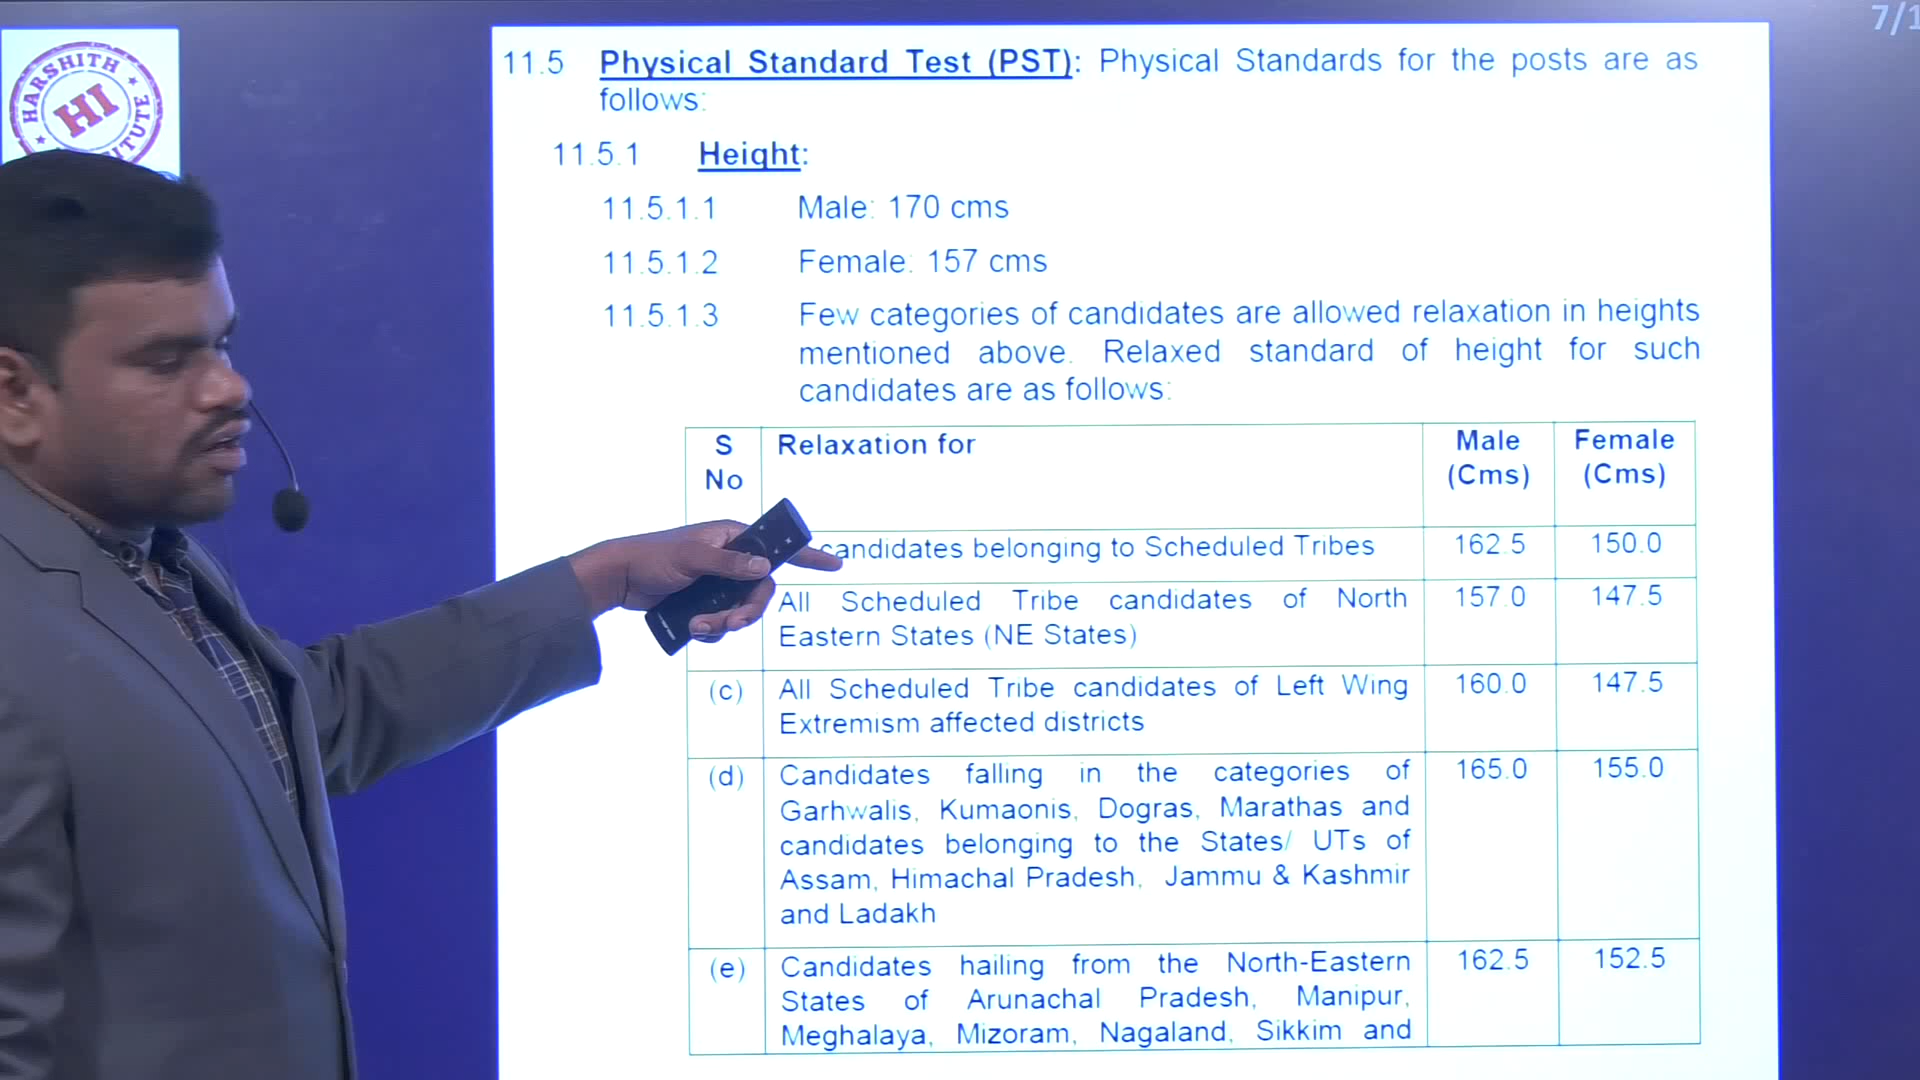 7/1
HARSHITH
HI
11.5 Physical Standard Test (PST): Physical Standards for the posts are as
follows:
11.5.1 Height:
11.5.1.1 Male: 170 cms
11.5.1.2 Female: 157 cms
11.5.1.3 Few categories of candidates are allowed relaxation in heights
mentioned above. Relaxed standard of height for such
candidates are as follows:
S No Relaxation for Male (Cms) Female (Cms)
candidates belonging to Scheduled Tribes 162.5 150.0
All Scheduled Tribe candidates of North 157.0 147.5
Eastern States (NE States)
(c) All Scheduled Tribe candidates of Left Wing 160.0 147.5
Extremism affected districts
(d) Candidates falling in the categories of 165.0 155.0
Garhwalis, Kumaonis, Dogras, Marathas and
candidates belonging to the States/ UTs of
Assam, Himachal Pradesh, Jammu & Kashmir
and Ladakh
(e) Candidates hailing from the North-Eastern 162.5 152.5
States of Arunachal Pradesh, Manipur,
Meghalaya, Mizoram, Nagaland, Sikkim and